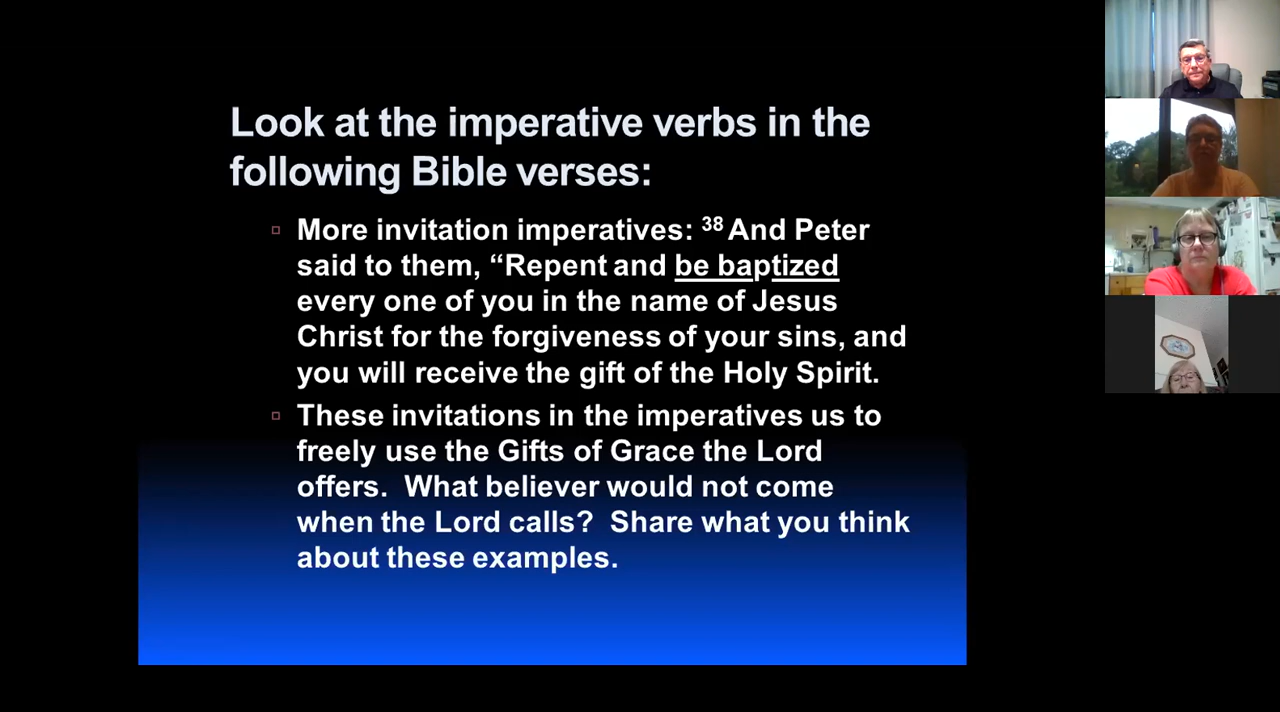 Look at the imperative verbs in the
following Bible verses:
More invitation imperatives: 38 And Peter
said to them, “Repent and be baptized
every one of you in the name of Jesus
Christ for the forgiveness of your sins, and
you will receive the gift of the Holy Spirit.
These invitations in the imperatives us to
freely use the Gifts of Grace the Lord
offers.  What believer would not come
when the Lord calls?  Share what you think
about these examples.